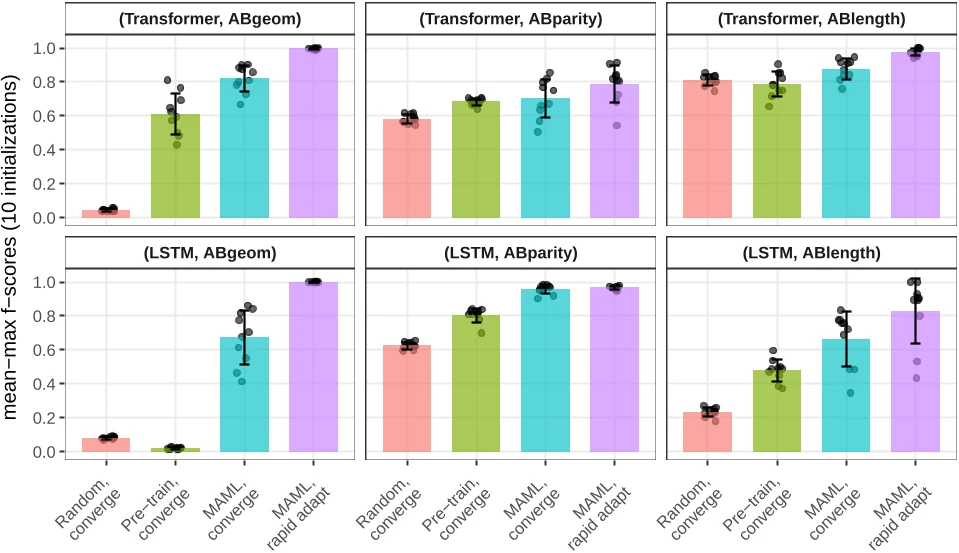 mean−max f−scores (10 initializations)
(Transformer, ABgeom)
(Transformer, ABparity)
(Transformer, ABlength)
1.0
0.8
0.6
0.4
0.2
0.0
(LSTM, ABgeom)
(LSTM, ABparity)
(LSTM, ABlength)
1.0
0.8
0.6
0.4
0.2
0.0
Random,
converge
Pre−train,
converge
MAML,
converge
MAML,
rapid adapt
Random,
converge
Pre−train,
converge
MAML,
converge
MAML,
rapid adapt
Random,
converge
Pre−train,
converge
MAML,
converge
MAML,
rapid adapt